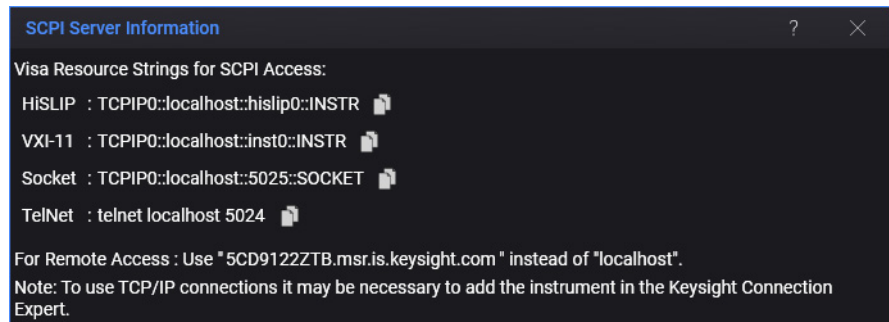 SCPI Server Information ?
Visa Resource Strings for SCPI Access:
HiSLIP : TCPIP0::localhost::hislip0::INSTR
VXI-11 : TCPIP0::localhost::inst0::INSTR
Socket : TCPIP0::localhost::5025::SOCKET
TelNet : telnet localhost 5024
For Remote Access : Use "5CD9122ZTB.msr.is.keysight.com " instead of "localhost".
Note: To use TCP/IP connections it may be necessary to add the instrument in the Keysight Connection
Expert.